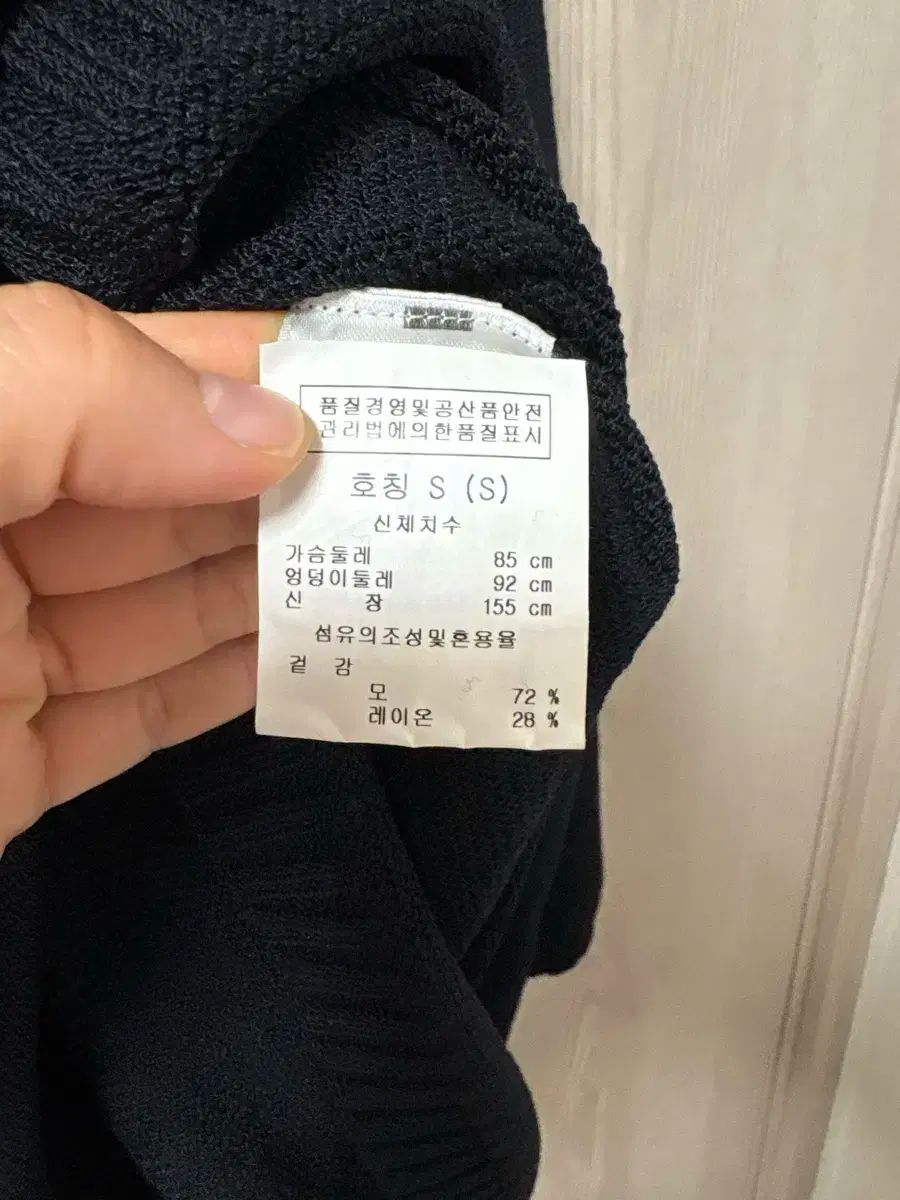 품질경영및공산품안전
관리법에의한품질표시
호칭 S (S)
신체치수
가슴둘레 85 cm
엉덩이둘레 92 cm
신 장 155 cm
섬유의조성및혼용율
겉 감
모 72 %
레이온 28 %